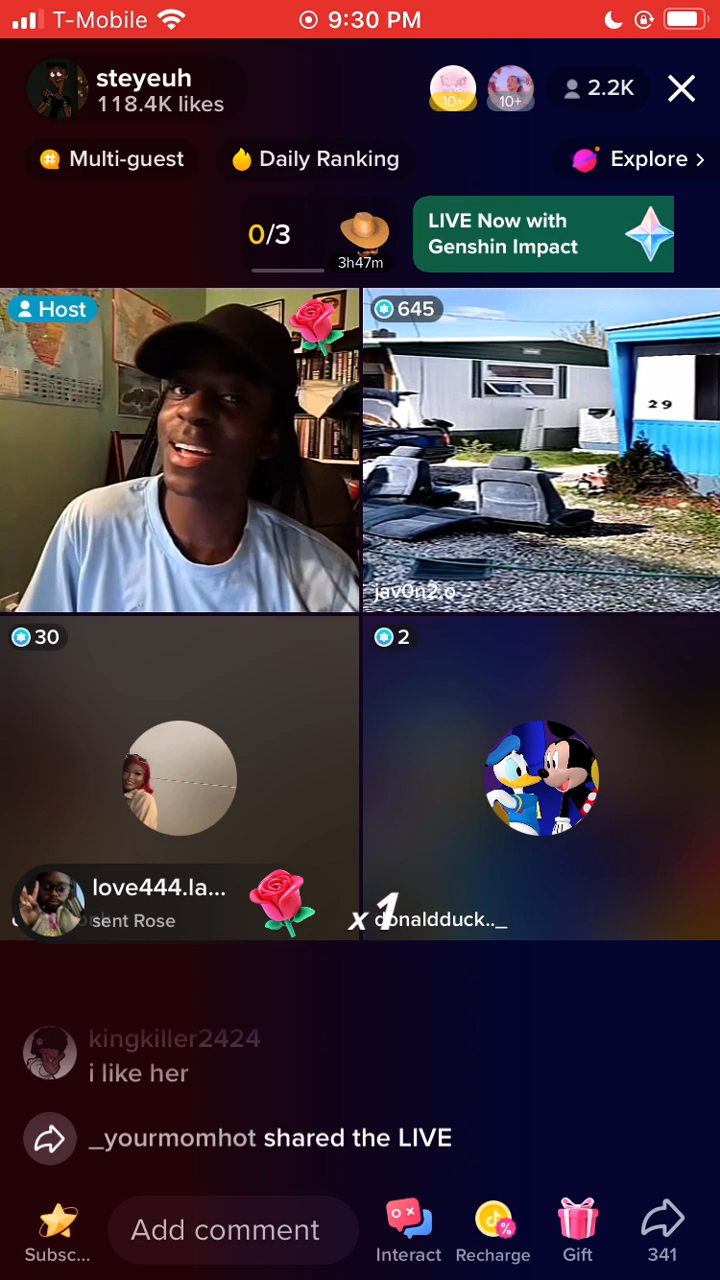 T-Mobile
9:30 PM
steyeuh
118.4K likes
10+
10+
2.2K
Multi-guest
Daily Ranking
Explore >
0/3
3h47m
LIVE Now with
Genshin Impact
Host
645
29
jav0n2.o
30
2
love444.la...
sent Rose
x 1
donaldduck.._
kingkiller2424
i like her
_yourmomhot shared the LIVE
Add comment
Subsc...
Interact
Recharge
Gift
341